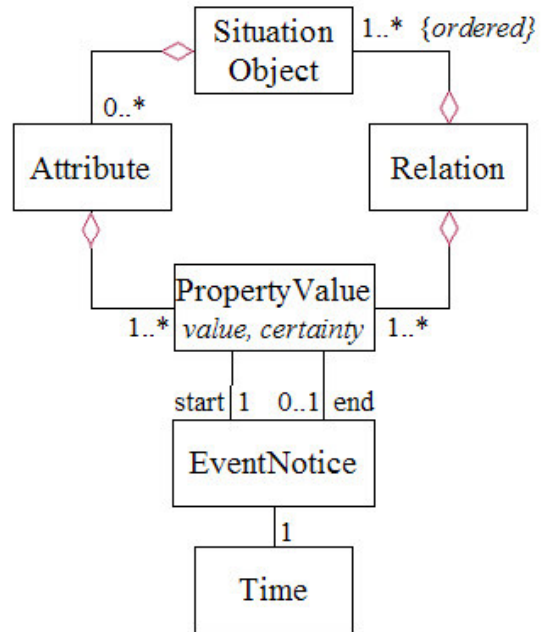 Situation
Object
1..* {ordered}
0..*
Attribute
Relation
PropertyValue
value, certainty
1..*
1..*
start 1 0..1 end
EventNotice
1
Time